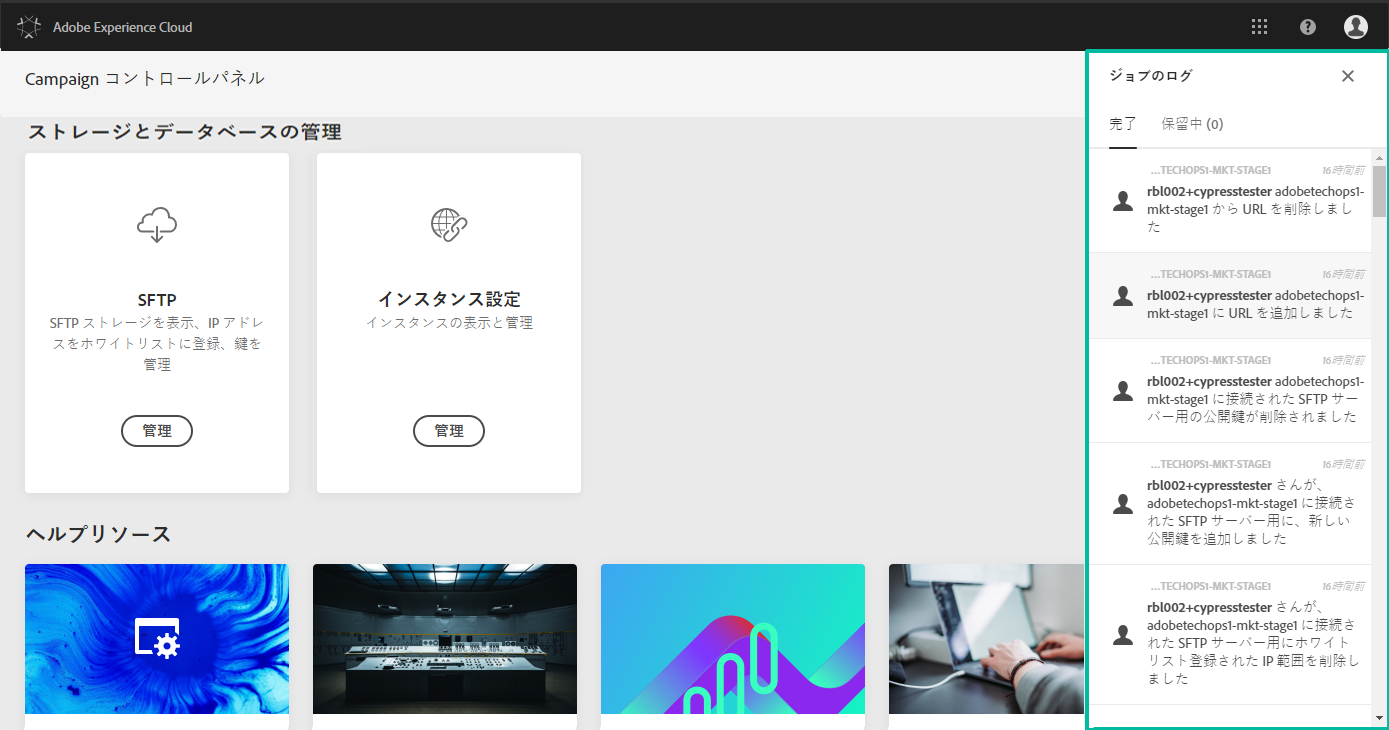 Adobe Experience Cloud
Campaign コントロールパネル
ストレージとデータベースの管理
SFTP
SFTP ストレージを表示、IP アドレ
スをホワイトリストに登録、鍵を
管理
管理
インスタンス設定
インスタンスの表示と管理
管理
ヘルプリソース
ジョブのログ
完了 保留中 (0)
...TECHOPS1-MKT-STAGE1 16時間前
rbl002+cypresstester adobetechops1-
mkt-stage1 から URL を削除しまし
た
...TECHOPS1-MKT-STAGE1 16時間前
rbl002+cypresstester adobetechops1-
mkt-stage1 に URL を追加しました
...TECHOPS1-MKT-STAGE1 16時間前
rbl002+cypresstester adobetechops1-
mkt-stage1 に接続された SFTP サー
バー用の公開鍵が削除されました
...TECHOPS1-MKT-STAGE1 16時間前
rbl002+cypresstester さんが、
adobetechops1-mkt-stage1 に接続さ
れた SFTP サーバー用に、新しい
公開鍵を追加しました
...TECHOPS1-MKT-STAGE1 16時間前
rbl002+cypresstester さんが、
adobetechops1-mkt-stage1 に接続さ
れた SFTP サーバー用にホワイト
リスト登録された IP 範囲を削除し
ました